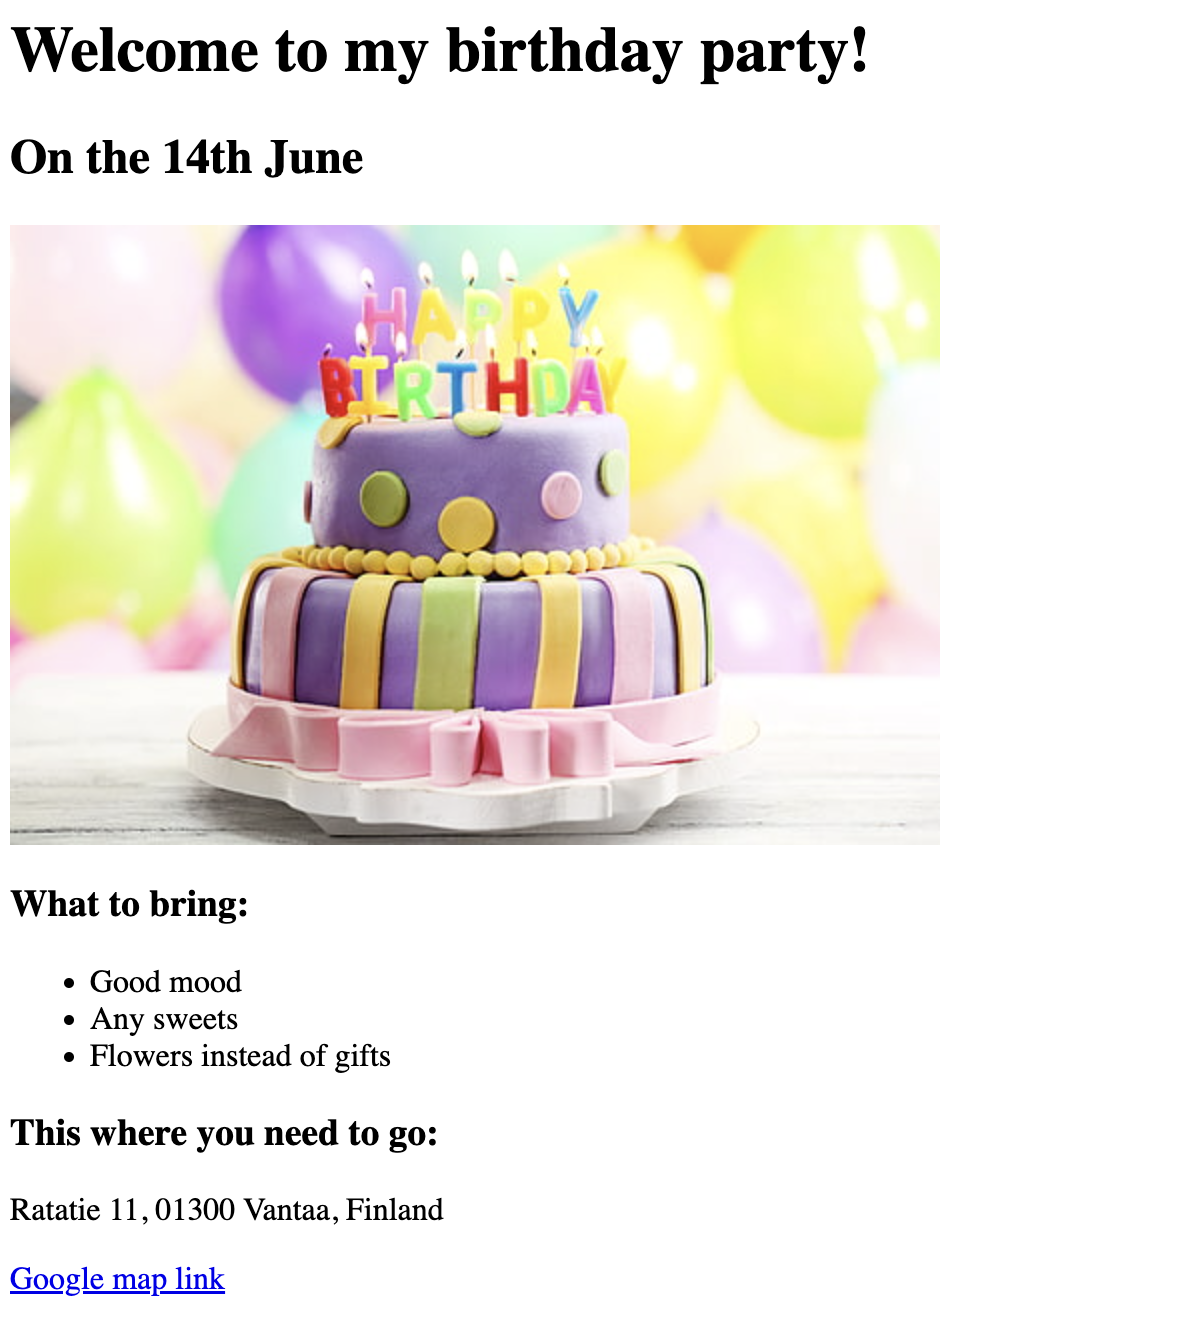 Welcome to my birthday party!
On the 14th June
HAPPY
BIRTHDAY
What to bring:
Good mood
Any sweets
Flowers instead of gifts
This where you need to go:
Ratatie 11, 01300 Vantaa, Finland
Google map link